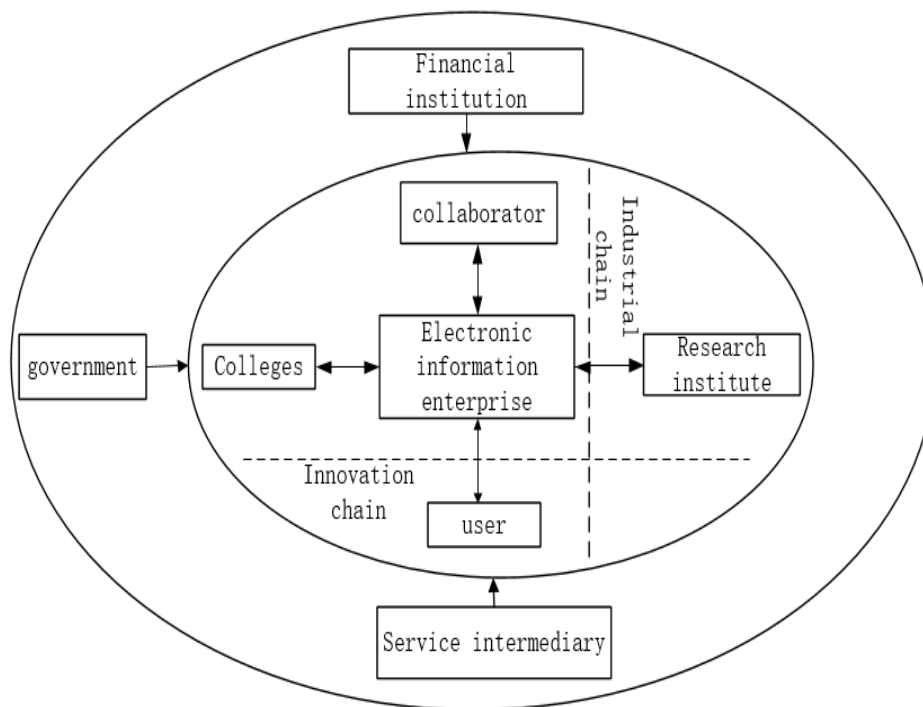 Financial
institution
collaborator
Industrial
chain
Electronic
information
enterprise
government
Colleges
Research
institute
Innovation
chain
user
Service intermediary